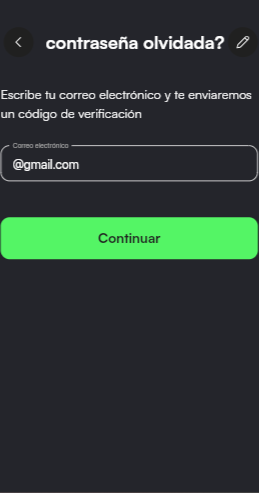 contraseña olvidada?
Escribe tu correo electrónico y te enviaremos
un código de verificación
Correo electrónico
@gmail.com
Continuar